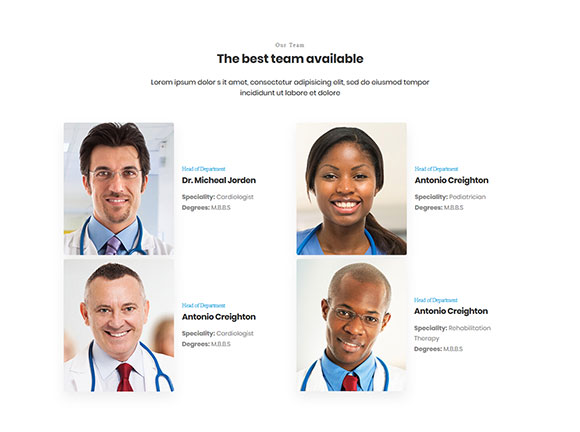 Our Team
The best team available
Lorem ipsum dolor s it amet, consectetur adipisicing elit, sed do eiusmod tempor
incididunt ut labore et dolore
Head of Department
Dr. Micheal Jorden
Speciality: Cardiologist
Degrees: M.B.B.S
Head of Department
Antonio Creighton
Speciality: Pediatrician
Degrees: M.B.B.S
Head of Department
Antonio Creighton
Speciality: Cardiologist
Degrees: M.B.B.S
Head of Department
Antonio Creighton
Speciality: Rehabilitation
Therapy
Degrees: M.B.B.S